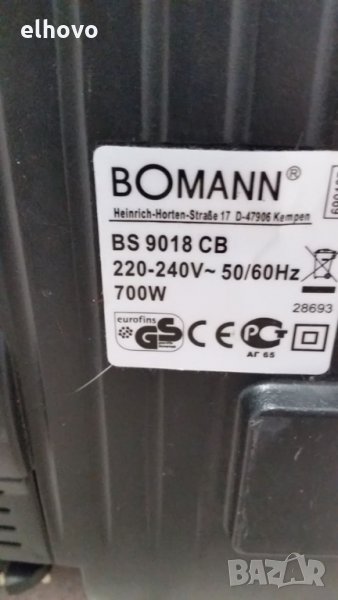 elhovo
BOMANN®
Heinrich-Horten-Straße 17 D-47906 Kempen
BS 9018 CB
220-240V~ 50/60Hz
700W
28693
eurofins
GS
CE
АГ 65
BAZAR